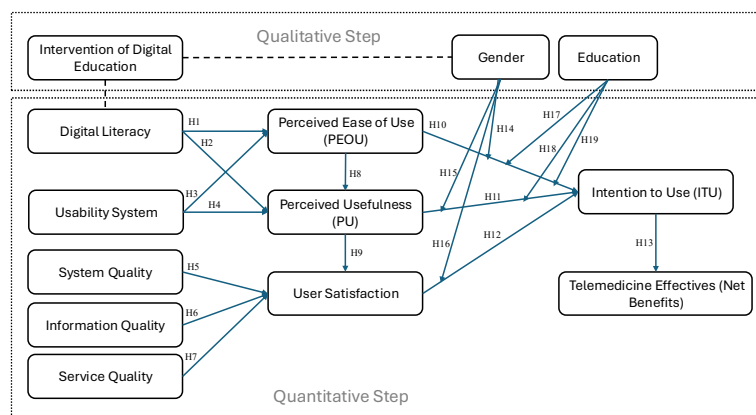 Qualitative Step
Intervention of Digital
Education
Gender
Education
Digital Literacy
H1
H2
Perceived Ease of Use
(PEOU)
H10
H14
H17
H18
H19
H8
H15
H3
H4
Usability System
Perceived Usefulness
(PU)
H11
Intention to Use (ITU)
H12
H16
H9
H13
System Quality
H5
User Satisfaction
Telemedicine Effectives (Net
Benefits)
Information Quality
H6
H7
Service Quality
Quantitative Step